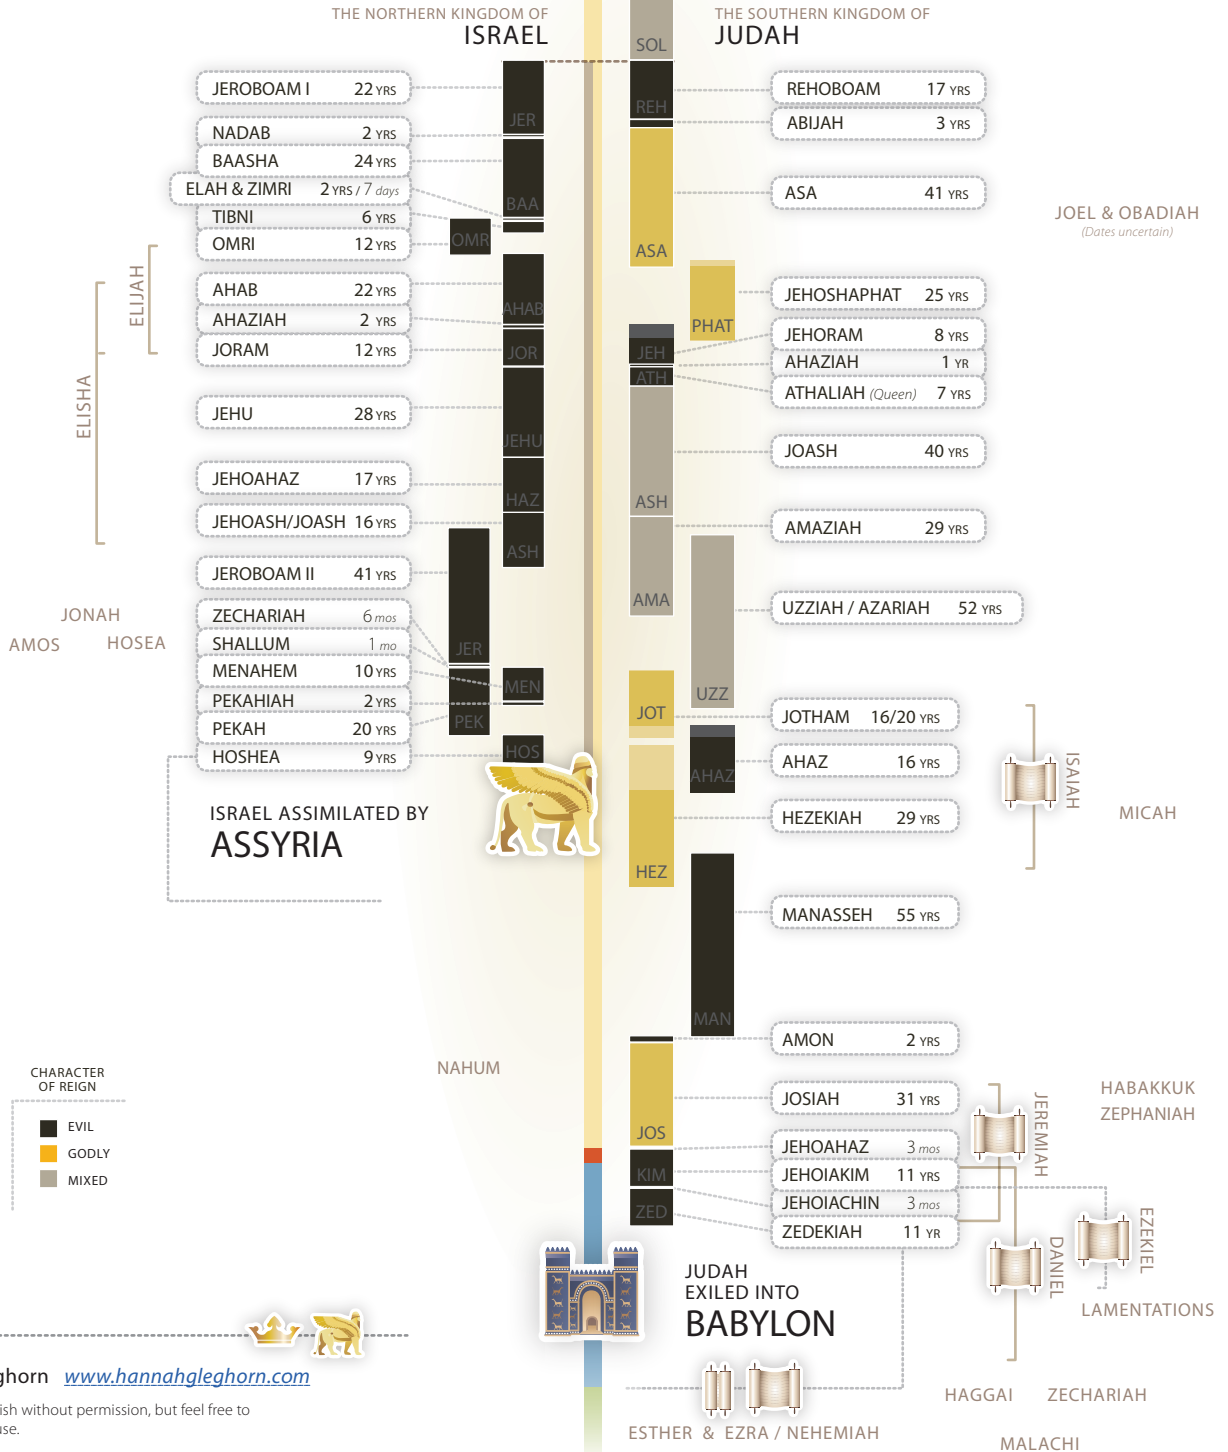 THE NORTHERN KINGDOM OF
ISRAEL
THE SOUTHERN KINGDOM OF
JUDAH
SOL
JEROBOAM I 22 YRS
NADAB 2 YRS
BAASHA 24 YRS
ELAH & ZIMRI 2 YRS / 7 days
TIBNI 6 YRS
OMRI 12 YRS
AHAB 22 YRS
AHAZIAH 2 YRS
JORAM 12 YRS
JEHU 28 YRS
JEHOAHAZ 17 YRS
JEHOASH/JOASH 16 YRS
JEROBOAM II 41 YRS
ZECHARIAH 6 mos
SHALLUM 1 mo
MENAHEM 10 YRS
PEKAHIAH 2 YRS
PEKAH 20 YRS
HOSHEA 9 YRS
ELIJAH
ELISHA
JONAH
AMOS
HOSEA
JER
BAA
OMR
AHAB
JOR
JEHU
HAZ
ASH
JER
MEN
PEK
HOS
ISRAEL ASSIMILATED BY
ASSYRIA
REH
ASA
PHAT
JEH
ATH
ASH
AMA
UZZ
JOT
AHAZ
HEZ
MAN
JOS
KIM
ZED
REHOBOAM 17 YRS
ABIJAH 3 YRS
ASA 41 YRS
JEHOSHAPHAT 25 YRS
JEHORAM 8 YRS
AHAZIAH 1 YR
ATHALIAH (Queen) 7 YRS
JOASH 40 YRS
AMAZIAH 29 YRS
UZZIAH / AZARIAH 52 YRS
JOTHAM 16/20 YRS
AHAZ 16 YRS
HEZEKIAH 29 YRS
MANASSEH 55 YRS
AMON 2 YRS
JOSIAH 31 YRS
JEHOAHAZ 3 mos
JEHOIAKIM 11 YRS
JEHOIACHIN 3 mos
ZEDEKIAH 11 YR
JOEL & OBADIAH
(Dates uncertain)
ISAIAH
MICAH
NAHUM
HABAKKUK
ZEPHANIAH
JEREMIAH
EZEKIEL
DANIEL
LAMENTATIONS
CHARACTER
OF REIGN
EVIL
GODLY
MIXED
JUDAH
EXILED INTO
BABYLON
HAGGAI
ZECHARIAH
MALACHI
ESTHER & EZRA / NEHEMIAH
ghorn www.hannahgleghorn.com
ish without permission, but feel free to
use.